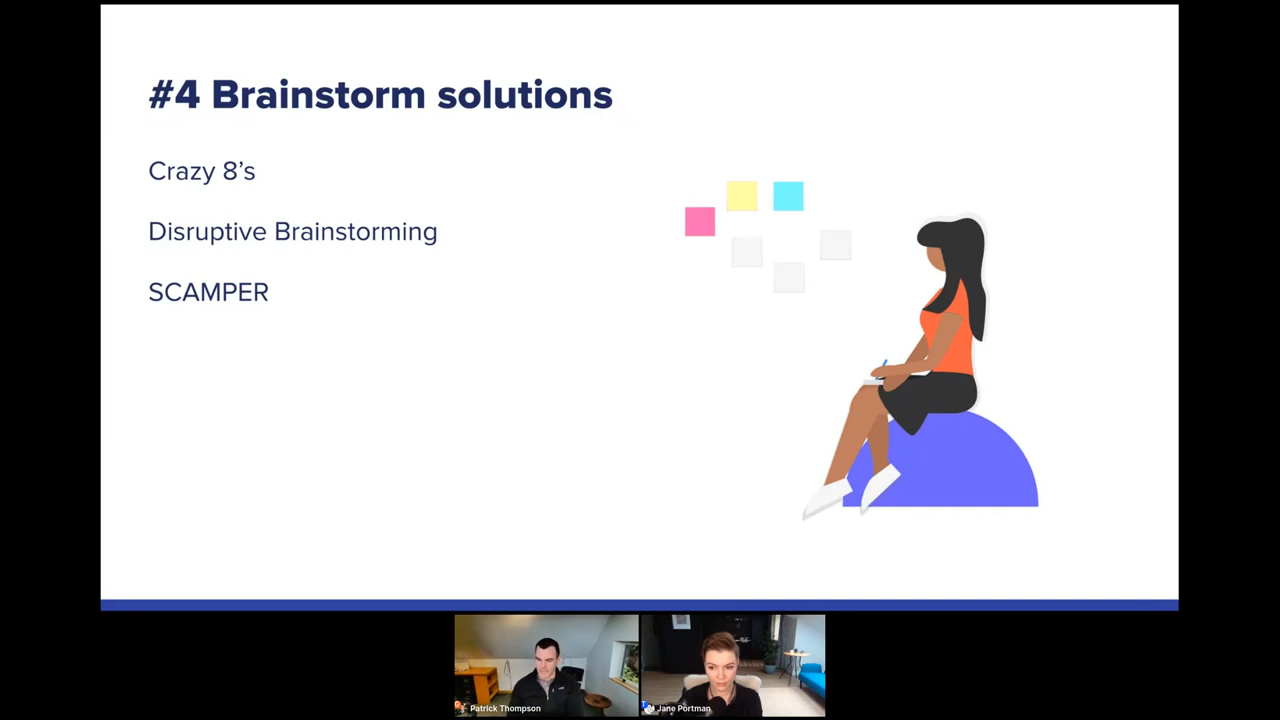 #4 Brainstorm solutions
Crazy 8’s
Disruptive Brainstorming
SCAMPER
Patrick Thompson
Jane Portman